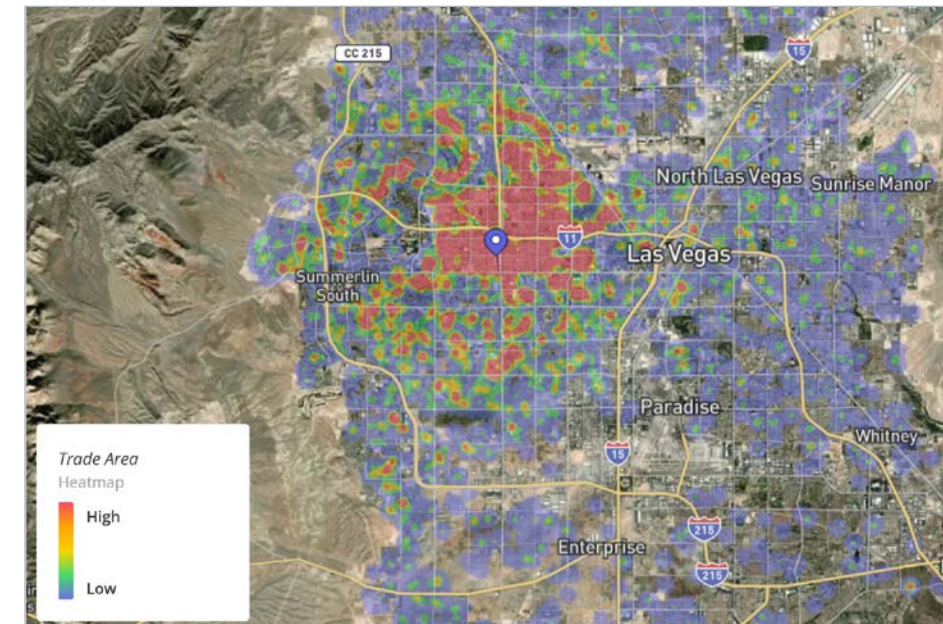 CC 215
15
North Las Vegas
Sunrise Manor
11
Las Vegas
Summerlin
South
Paradise
Whitney
15
Trade Area
Heatmap
High
Low
215
Enterprise
215